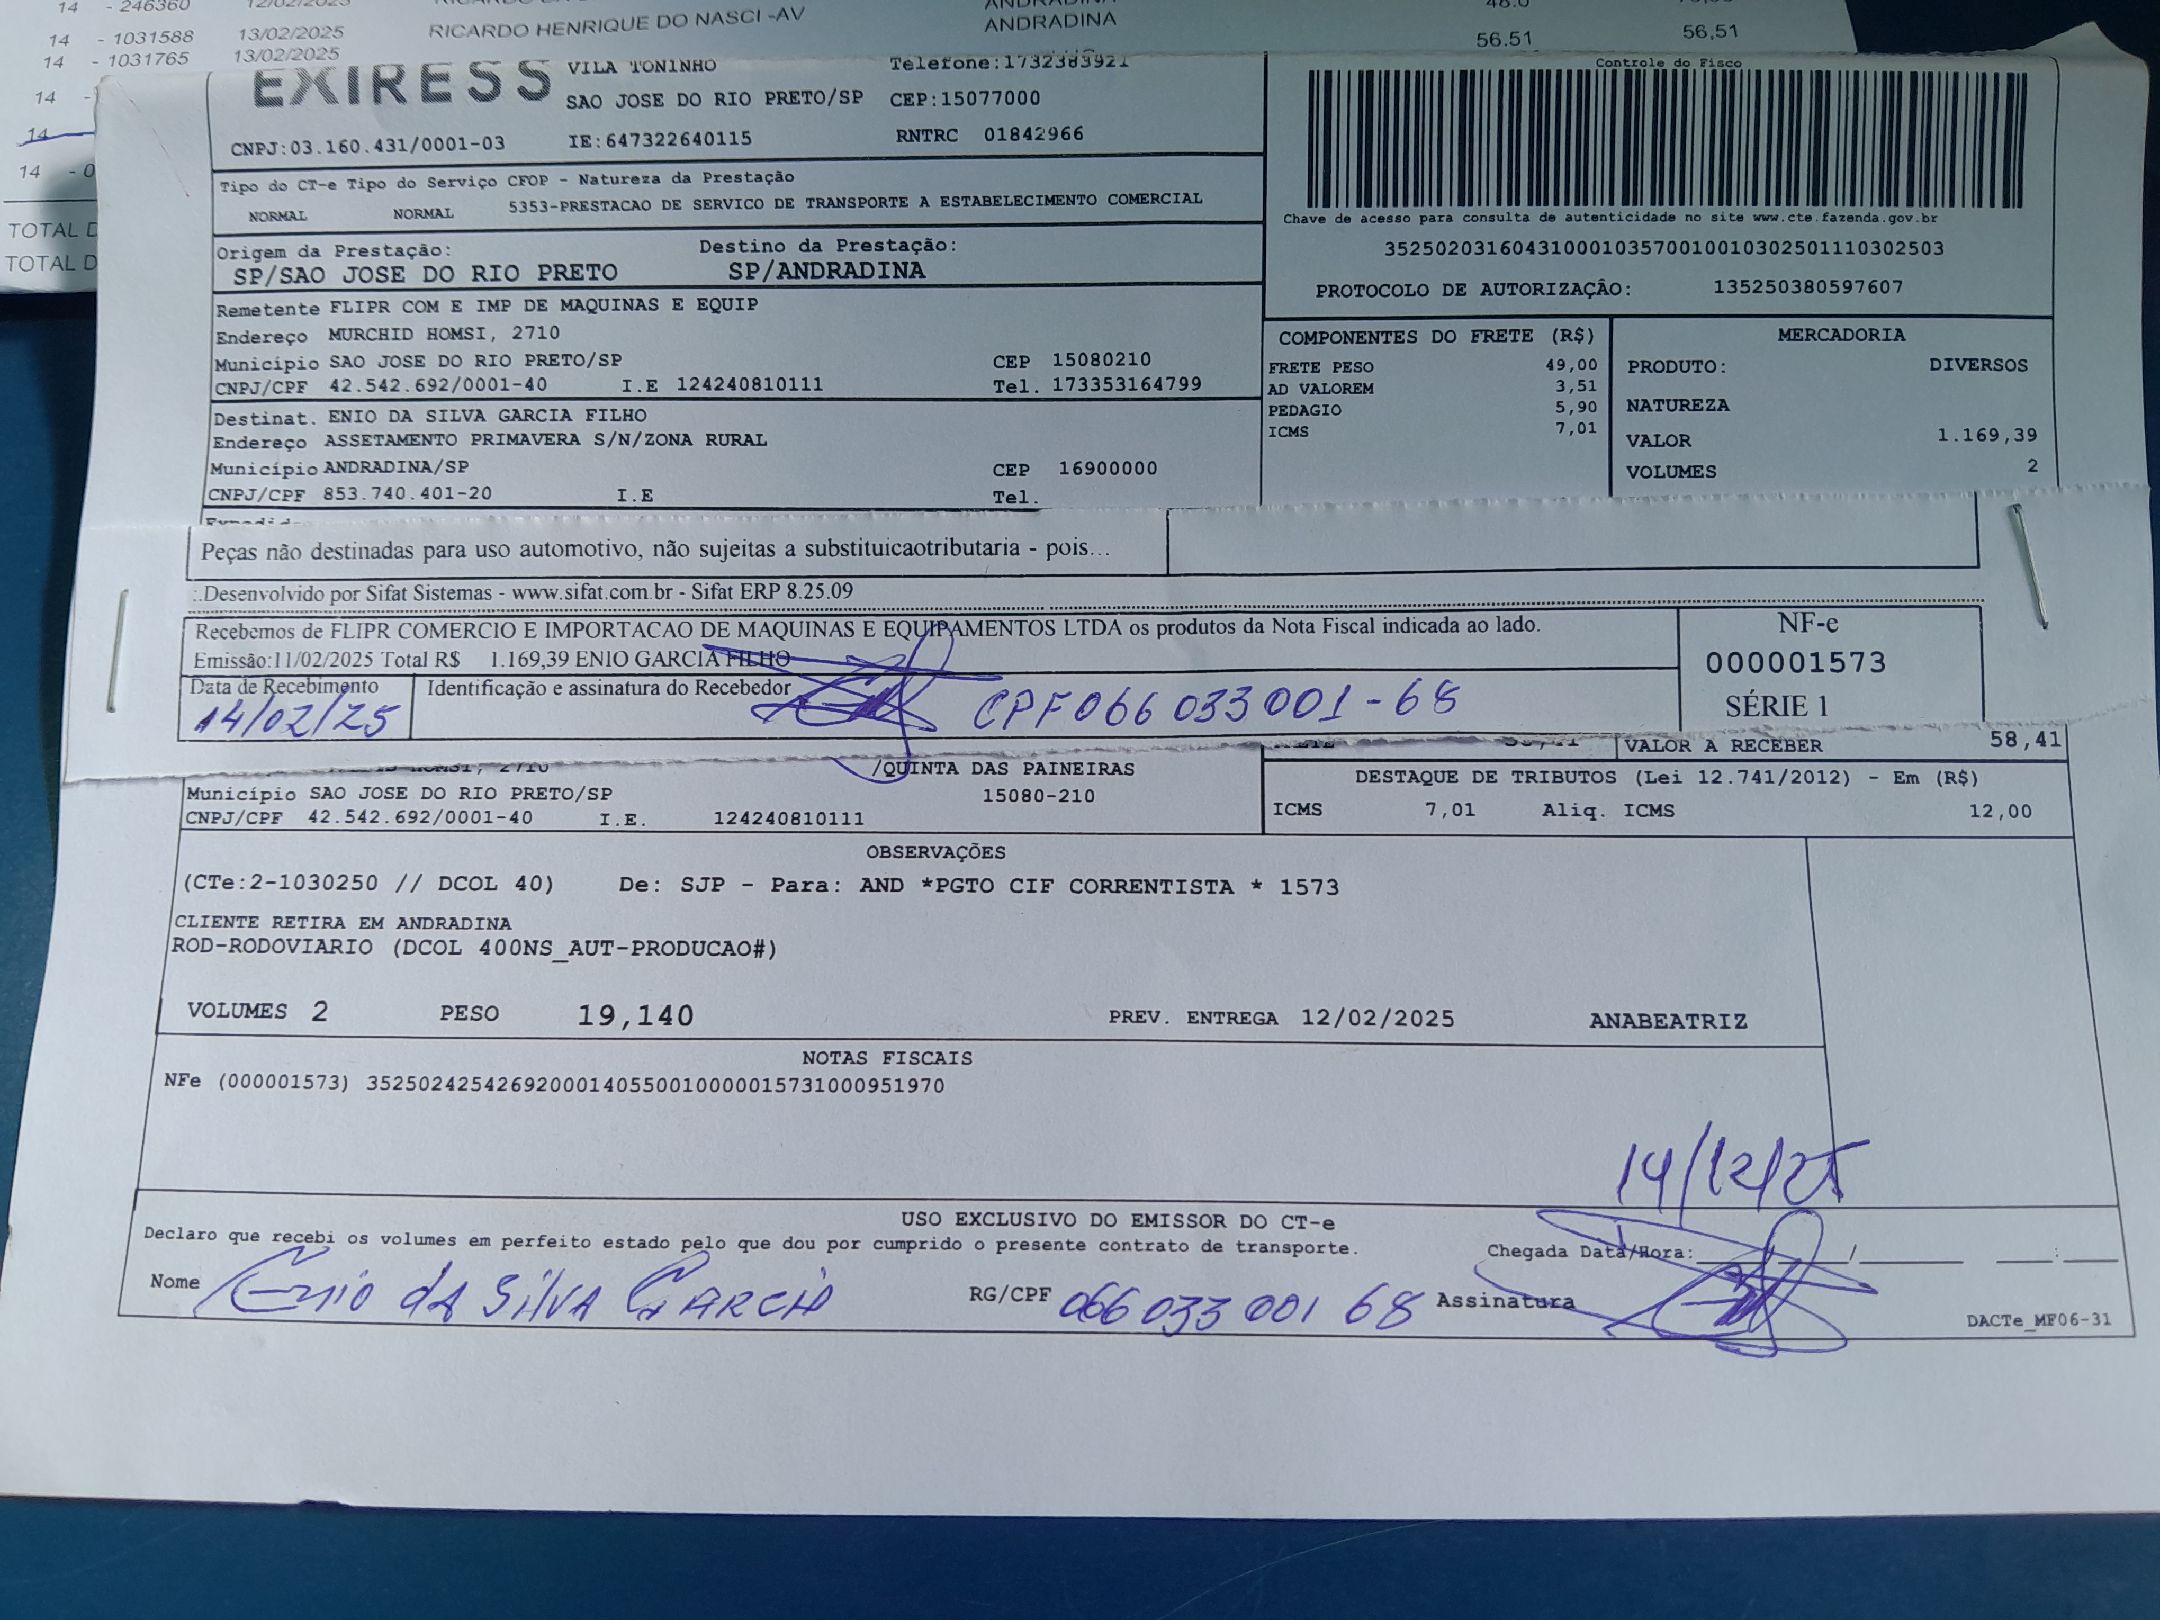 14 - 246360 12/02/2025
14 - 1031588 13/02/2025 RICARDO HENRIQUE DO NASCI -AV ANDRADINA 56.51 56,51
14 - 1031765 13/02/2025
14 -
14
14 - 0
TOTAL D
TOTAL D
EXPRESS
VILA TONINHO Telefone:1732383921
SAO JOSE DO RIO PRETO/SP CEP:15077000
CNPJ:03.160.431/0001-03 IE:647322640115 RNTRC 01842966
Controle do Fisco
Tipo do CT-e Tipo do Serviço CFOP - Natureza da Prestação
NORMAL NORMAL 5353-PRESTACAO DE SERVICO DE TRANSPORTE A ESTABELECIMENTO COMERCIAL
Chave de acesso para consulta de autenticidade no site www.cte.fazenda.gov.br
35250203160431000103570010010302501110302503
PROTOCOLO DE AUTORIZAÇÃO: 135250380597607
Origem da Prestação: Destino da Prestação:
SP/SAO JOSE DO RIO PRETO SP/ANDRADINA
Remetente FLIPR COM E IMP DE MAQUINAS E EQUIP
Endereço MURCHID HOMSI, 2710
Município SAO JOSE DO RIO PRETO/SP CEP 15080210
CNPJ/CPF 42.542.692/0001-40 I.E 124240810111 Tel. 173353164799
Destinat. ENIO DA SILVA GARCIA FILHO
Endereço ASSETAMENTO PRIMAVERA S/N/ZONA RURAL
Município ANDRADINA/SP CEP 16900000
CNPJ/CPF 853.740.401-20 I.E Tel.
COMPONENTES DO FRETE (R$)
FRETE PESO 49,00
AD VALOREM 3,51
PEDAGIO 5,90
ICMS 7,01
MERCADORIA
PRODUTO: DIVERSOS
NATUREZA
VALOR 1.169,39
VOLUMES 2
Peças não destinadas para uso automotivo, não sujeitas a substituicaotributaria - pois...
:.Desenvolvido por Sifat Sistemas - www.sifat.com.br - Sifat ERP 8.25.09
Recebemos de FLIPR COMERCIO E IMPORTACAO DE MAQUINAS E EQUIPAMENTOS LTDA os produtos da Nota Fiscal indicada ao lado.
Emissão:11/02/2025 Total R$ 1.169,39 ENIO GARCIA FILHO
Data de Recebimento Identificação e assinatura do Recebedor
14/02/25 CPF 066 033 001-68
NF-e
000001573
SÉRIE 1
VALOR A RECEBER 58,41
HOMSI, 2710 /QUINTA DAS PAINEIRAS
Município SAO JOSE DO RIO PRETO/SP 15080-210
CNPJ/CPF 42.542.692/0001-40 I.E. 124240810111
DESTAQUE DE TRIBUTOS (Lei 12.741/2012) - Em (R$)
ICMS 7,01 Aliq. ICMS 12,00
OBSERVAÇÕES
(CTe:2-1030250 // DCOL 40) De: SJP - Para: AND *PGTO CIF CORRENTISTA * 1573
CLIENTE RETIRA EM ANDRADINA
ROD-RODOVIARIO (DCOL 400NS_AUT-PRODUCAO#)
VOLUMES 2 PESO 19,140 PREV. ENTREGA 12/02/2025 ANABEATRIZ
NOTAS FISCAIS
NFe (000001573) 35250242542692000140550010000015731000951970
14/12/25
USO EXCLUSIVO DO EMISSOR DO CT-e
Declaro que recebi os volumes em perfeito estado pelo que dou por cumprido o presente contrato de transporte. Chegada Data/Hora: / :
Nome Enio da Silva Garcia RG/CPF 066 033 001 68 Assinatura
DACTe_MF06-31